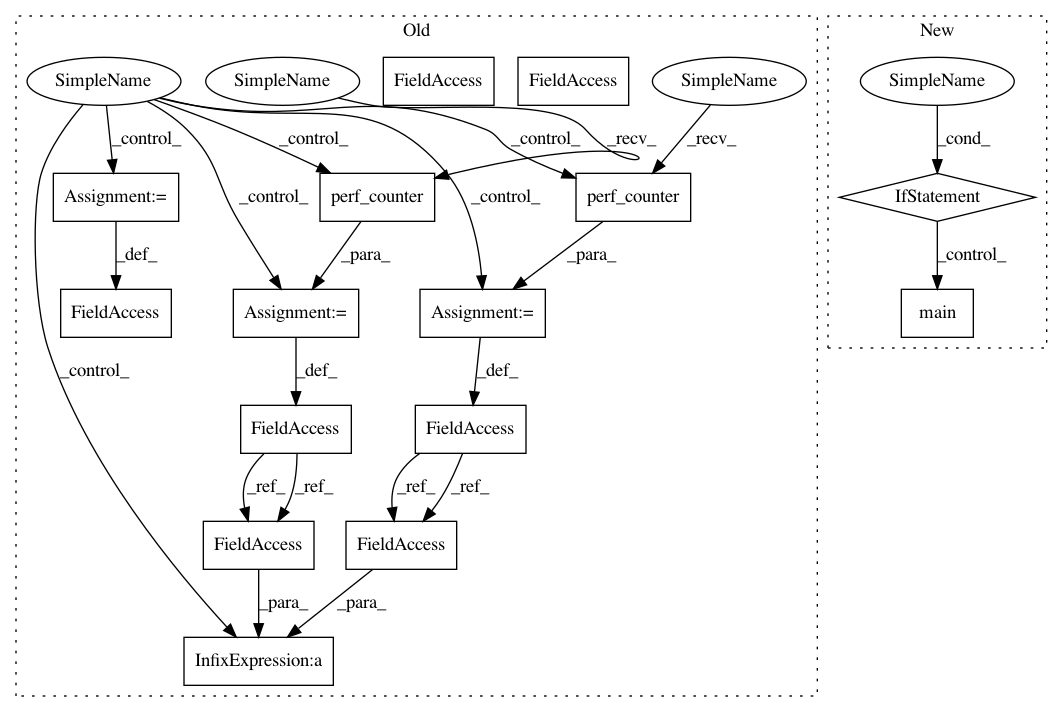 Old
New
SimpleName
SimpleName
FieldAccess
FieldAccess
SimpleName
SimpleName
_control_
_control_
_control_
_recv_
_recv_
_cond_
Assignment:=
perf_counter
perf_counter
IfStatement
_control_
_control_
_def_
_para_
_para_
_control_
FieldAccess
Assignment:=
Assignment:=
main
_control_
_def_
_def_
FieldAccess
FieldAccess
_ref_
_ref_
_ref_
_ref_
FieldAccess
FieldAccess
_para_
_para_
InfixExpression:a